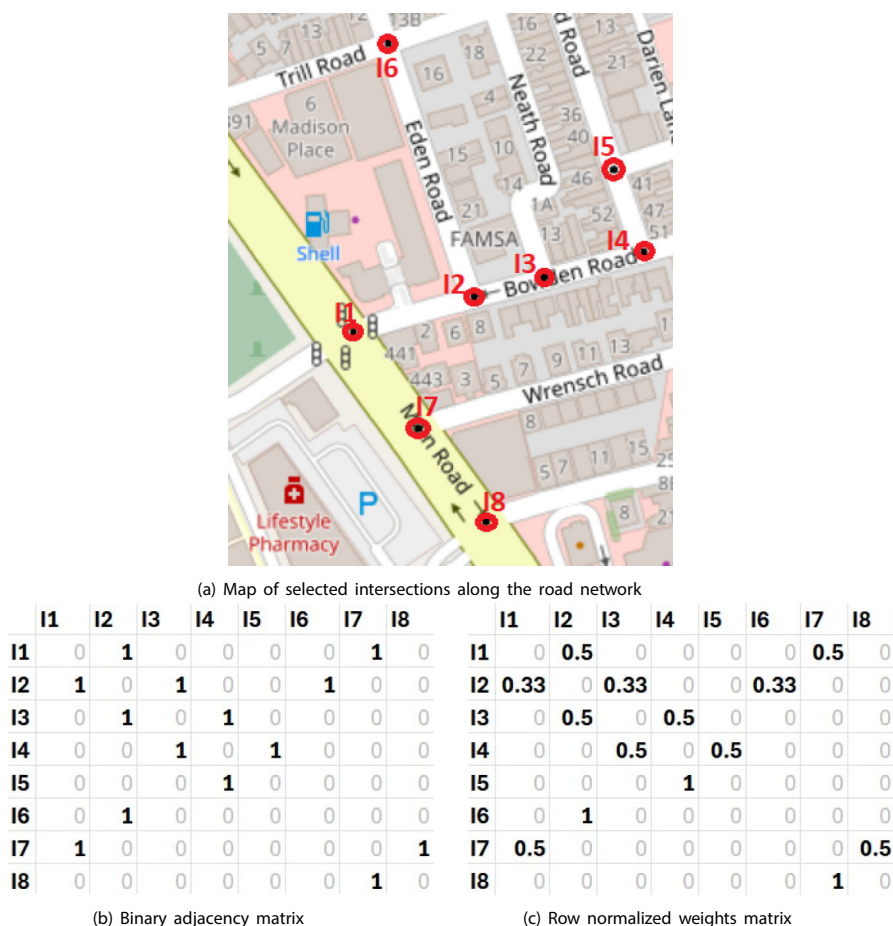 13B
13
12
7
5
Trill Road
I6
6
Madison
Place
391
16
18
4
15
10
14
21
Eden Road
FAMSA
16
22
Neath Road
36
40
46
1A
13
52
d Road
13
21
Darien Lane
I5
41
47
51
I4
I3
I2
Bowden Road
Shell
I1
2
6
8
441
443
3
5
7
9
11
13
Wrensch Road
8
I7
Main Road
5
7
11
15
25
I8
8
21
P
Lifestyle
Pharmacy
(a) Map of selected intersections along the road network
I1 I2 I3 I4 I5 I6 I7 I8
I1 0 1 0 0 0 0 1 0
I2 1 0 1 0 0 1 0 0
I3 0 1 0 1 0 0 0 0
I4 0 0 1 0 1 0 0 0
I5 0 0 0 1 0 0 0 0
I6 0 1 0 0 0 0 0 0
I7 1 0 0 0 0 0 0 1
I8 0 0 0 0 0 0 1 0
(b) Binary adjacency matrix
I1 I2 I3 I4 I5 I6 I7 I8
I1 0 0.5 0 0 0 0 0.5 0
I2 0.33 0 0.33 0 0 0.33 0 0
I3 0 0.5 0 0.5 0 0 0 0
I4 0 0 0.5 0 0.5 0 0 0
I5 0 0 0 1 0 0 0 0
I6 0 1 0 0 0 0 0 0
I7 0.5 0 0 0 0 0 0 0.5
I8 0 0 0 0 0 0 1 0
(c) Row normalized weights matrix